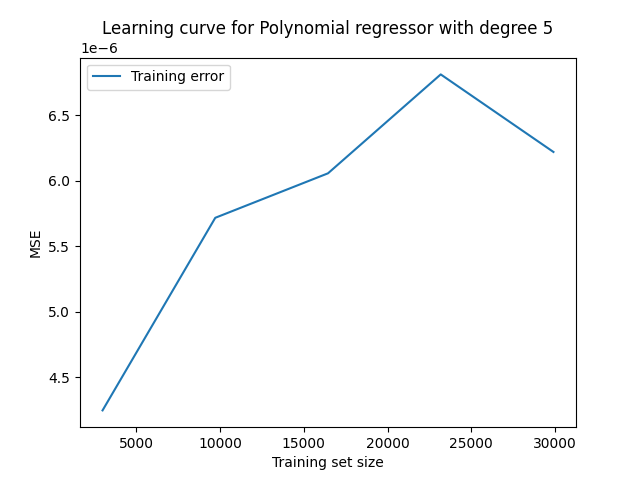 Learning curve for Polynomial regressor with degree 5
1e−6
Training error
6.5
6.0
5.5
5.0
4.5
MSE
5000 10000 15000 20000 25000 30000
Training set size